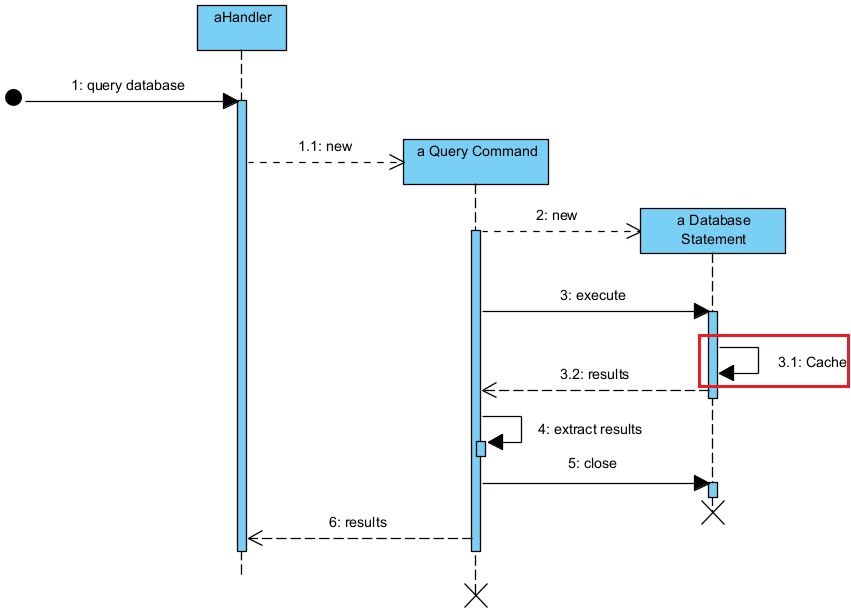 aHandler
1: query database
1.1: new
a Query Command
2: new
a Database
Statement
3: execute
3.1: Cache
3.2: results
4: extract results
5: close
6: results